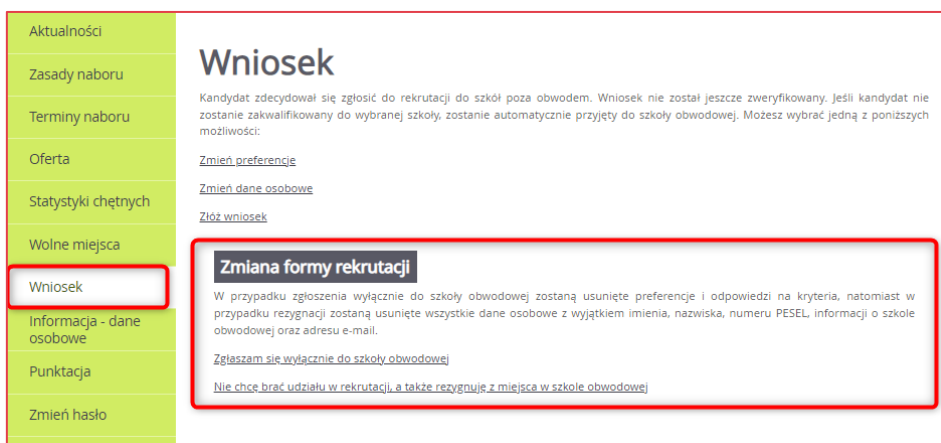 Aktualności
Zasady naboru
Terminy naboru
Oferta
Statystyki chętnych
Wolne miejsca
Wniosek
Informacja - dane
osobowe
Punktacja
Zmień hasło
Wniosek
Kandydat zdecydował się zgłosić do rekrutacji do szkół poza obwodem. Wniosek nie został jeszcze zweryfikowany. Jeśli kandydat nie
zostanie zakwalifikowany do wybranej szkoły, zostanie automatycznie przyjęty do szkoły obwodowej. Możesz wybrać jedną z poniższych
możliwości:
Zmień preferencje
Zmień dane osobowe
Złóż wniosek
Zmiana formy rekrutacji
W przypadku zgłoszenia wyłącznie do szkoły obwodowej zostaną usunięte preferencje i odpowiedzi na kryteria, natomiast w
przypadku rezygnacji zostaną usunięte wszystkie dane osobowe z wyjątkiem imienia, nazwiska, numeru PESEL, informacji o szkole
obwodowej oraz adresu e-mail.
Zgłaszam się wyłącznie do szkoły obwodowej
Nie chcę brać udziału w rekrutacji, a także rezygnuję z miejsca w szkole obwodowej